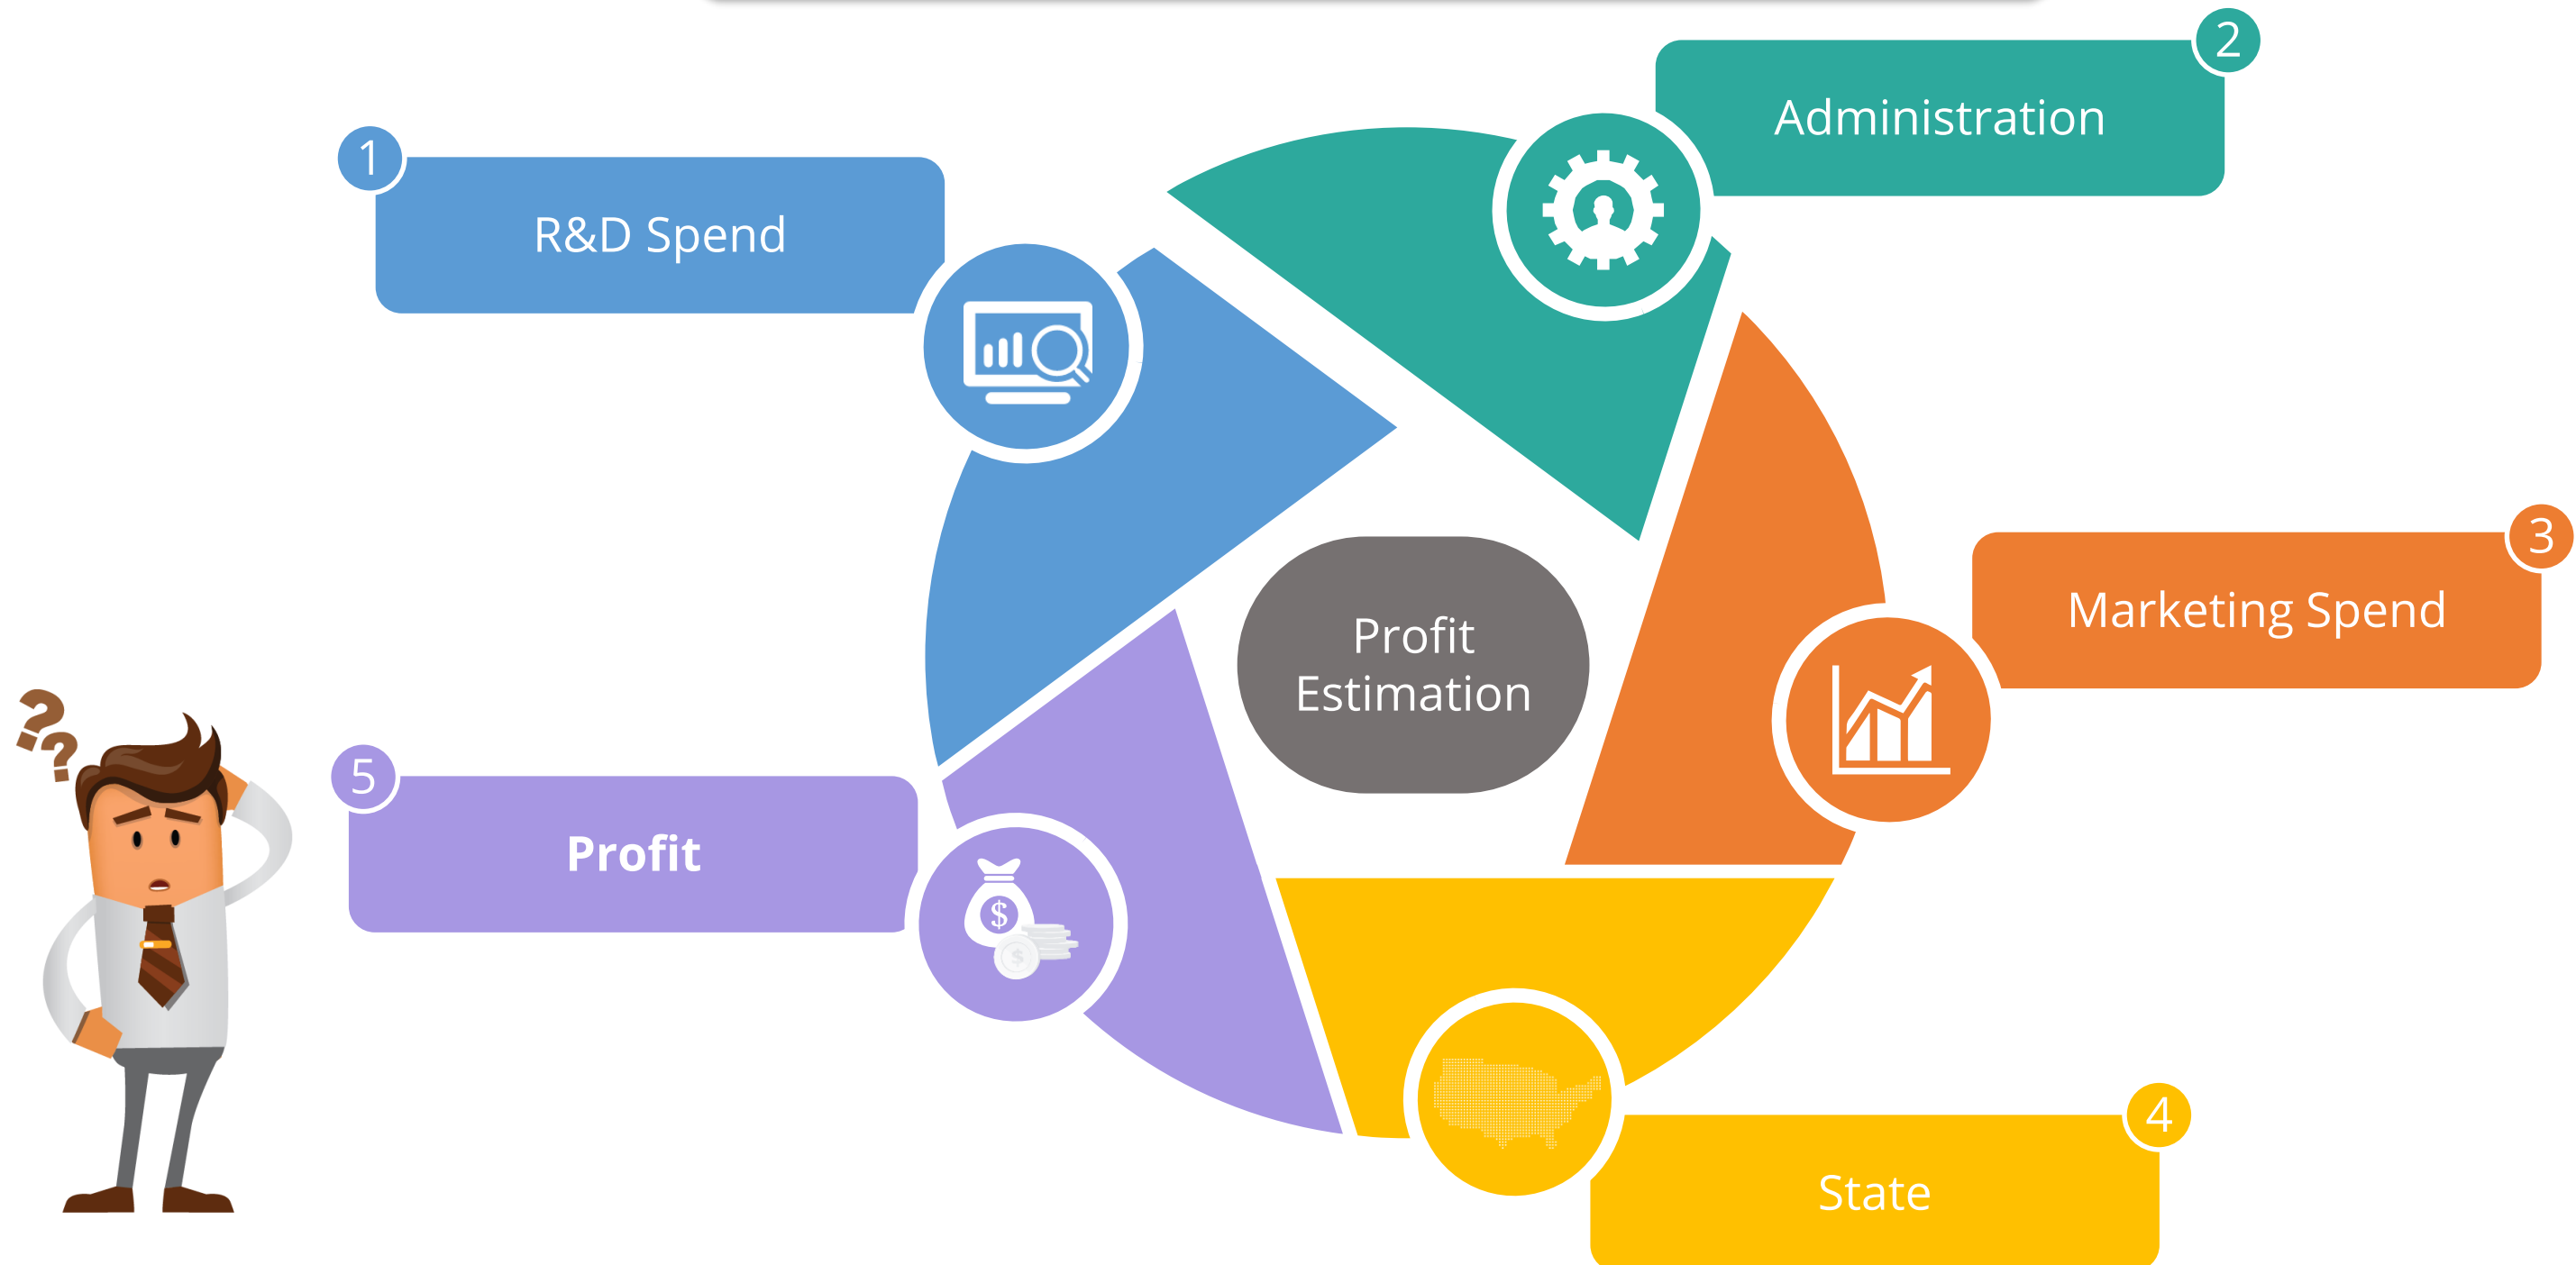 1
R&D Spend
2
Administration
3
Marketing Spend
Profit
Estimation
5
Profit
$
$
4
State
??